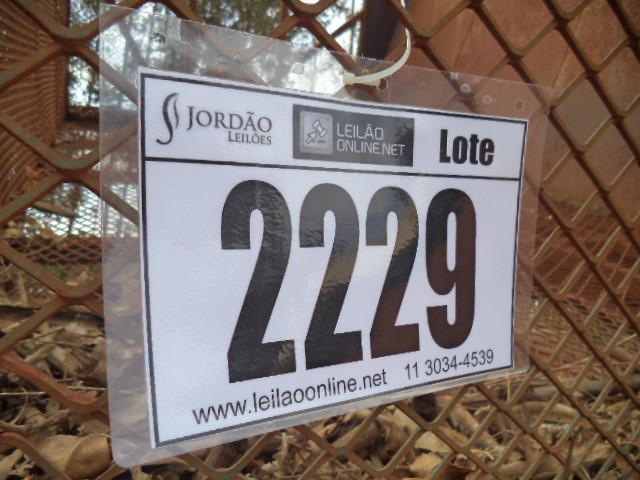 JORDÃO
LEILÕES
LEILÃO
ONLINE.NET
Lote
2229
www.leilaoonline.net 11 3034-4539